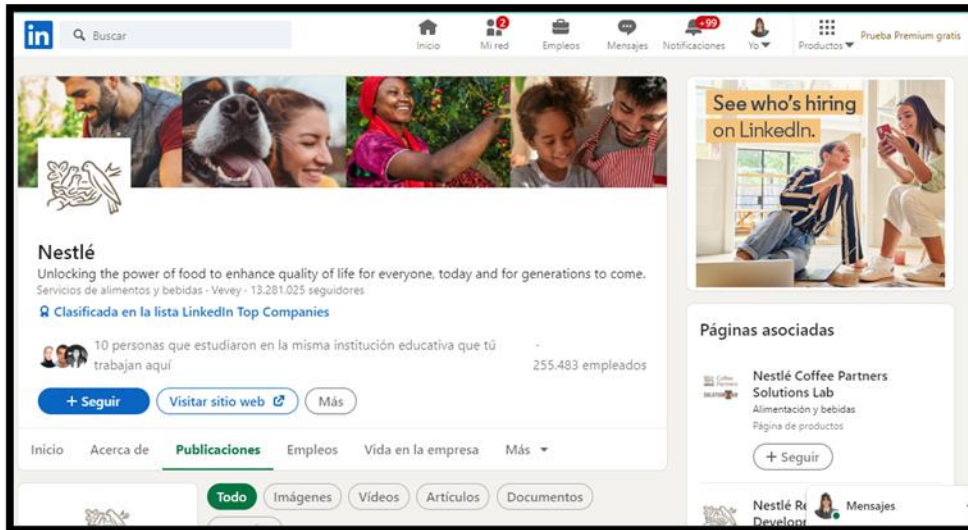 in
Buscar
Inicio
2
Mi red
Empleos
Mensajes
+99
Notificaciones
Yo
Productos
Prueba Premium gratis
See who's hiring
on LinkedIn.
Nestlé
Unlocking the power of food to enhance quality of life for everyone, today and for generations to come.
Servicios de alimentos y bebidas · Vevey · 13.281.025 seguidores
Clasificada en la lista LinkedIn Top Companies
10 personas que estudiaron en la misma institución educativa que tú
trabajan aquí
·
255.483 empleados
+ Seguir
Visitar sitio web
Más
Inicio
Acerca de
Publicaciones
Empleos
Vida en la empresa
Más
Todo
Imágenes
Vídeos
Artículos
Documentos
Páginas asociadas
Nestlé Coffee Partners
Solutions Lab
Alimentación y bebidas
Página de productos
+ Seguir
Nestlé
Mensajes